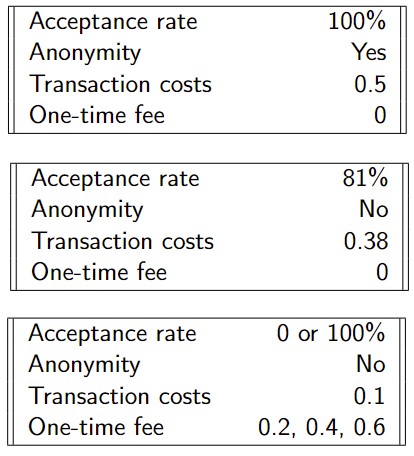 Acceptance rate 100%
Anonymity Yes
Transaction costs 0.5
One-time fee 0
Acceptance rate 81%
Anonymity No
Transaction costs 0.38
One-time fee 0
Acceptance rate 0 or 100%
Anonymity No
Transaction costs 0.1
One-time fee 0.2, 0.4, 0.6